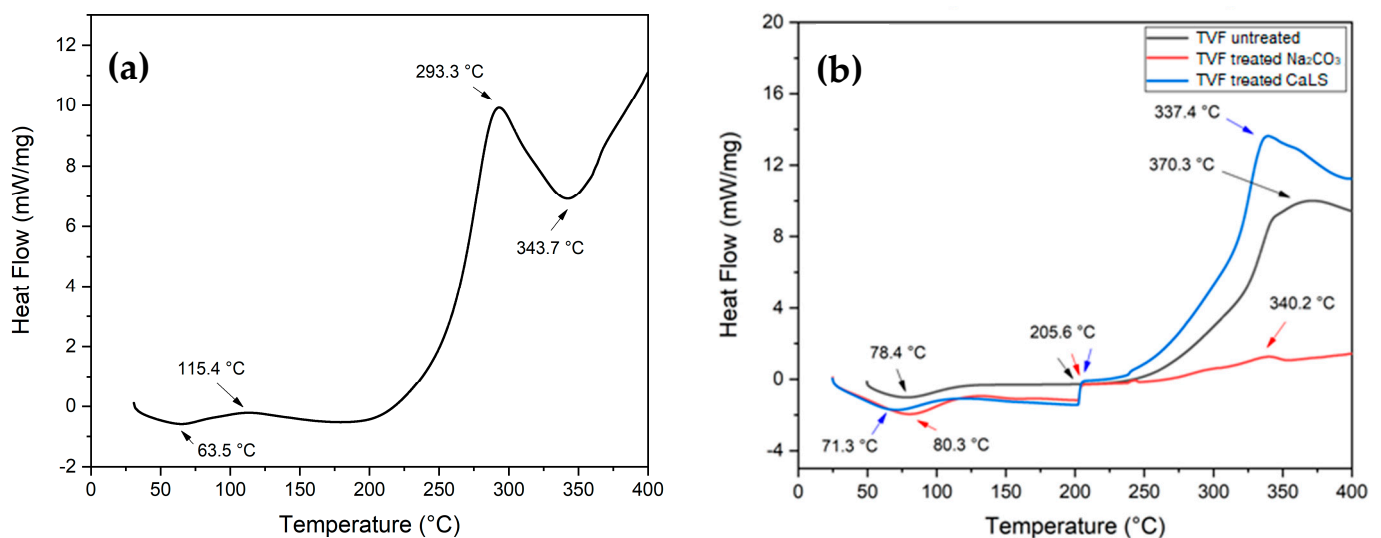 (a)
12
10
8
6
4
2
0
-2
0
50
100
150
200
250
300
350
400
Heat Flow (mW/mg)
Temperature (°C)
293.3 °C
343.7 °C
115.4 °C
63.5 °C
(b)
20
16
12
8
4
0
-4
0
50
100
150
200
250
300
350
400
Heat Flow (mW/mg)
Temperature (°C)
TVF untreated
TVF treated Na₂CO₃
TVF treated CaLS
337.4 °C
370.3 °C
340.2 °C
205.6 °C
78.4 °C
71.3 °C
80.3 °C